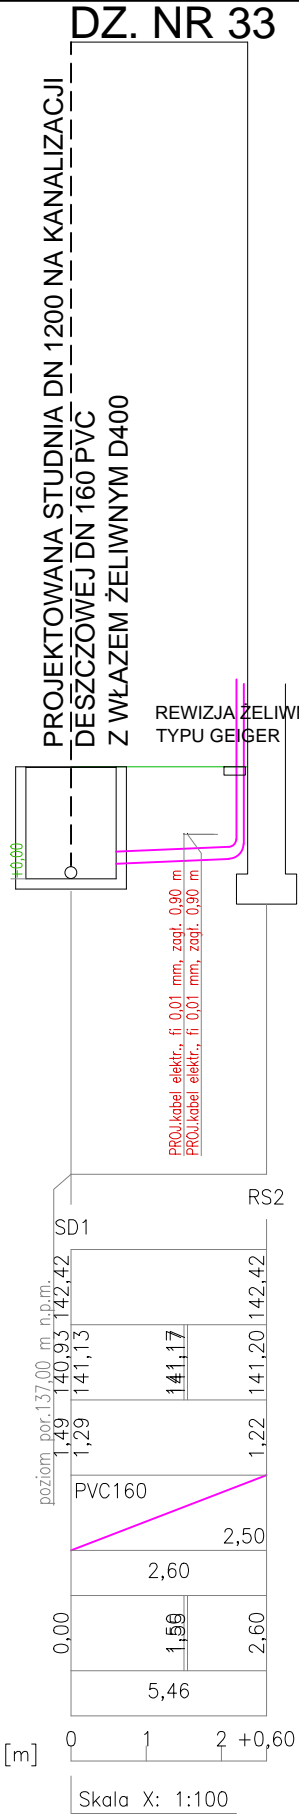 DZ. NR 33
PROJEKTOWANA STUDNIA DN 1200 NA KANALIZACJI
DESZCZOWEJ DN 160 PVC
Z WŁAZEM ŻELIWNYM D400
REWIZJA ŻELIW
TYPU GEIGER
±0,00
PROJ.kabel elektr., fi 0,01 mm, zagł. 0,90 m
PROJ.kabel elektr., fi 0,01 mm, zagł. 0,90 m
RS2
SD1
poziom por.137,00 m n.p.m.
142,42
142,42
140,93
141,13
141,17
141,20
1,49
1,29
1,22
PVC160
2,50
2,60
0,00
2,60
5,46
[m]
0 1 2 +0,60
Skala X: 1:100